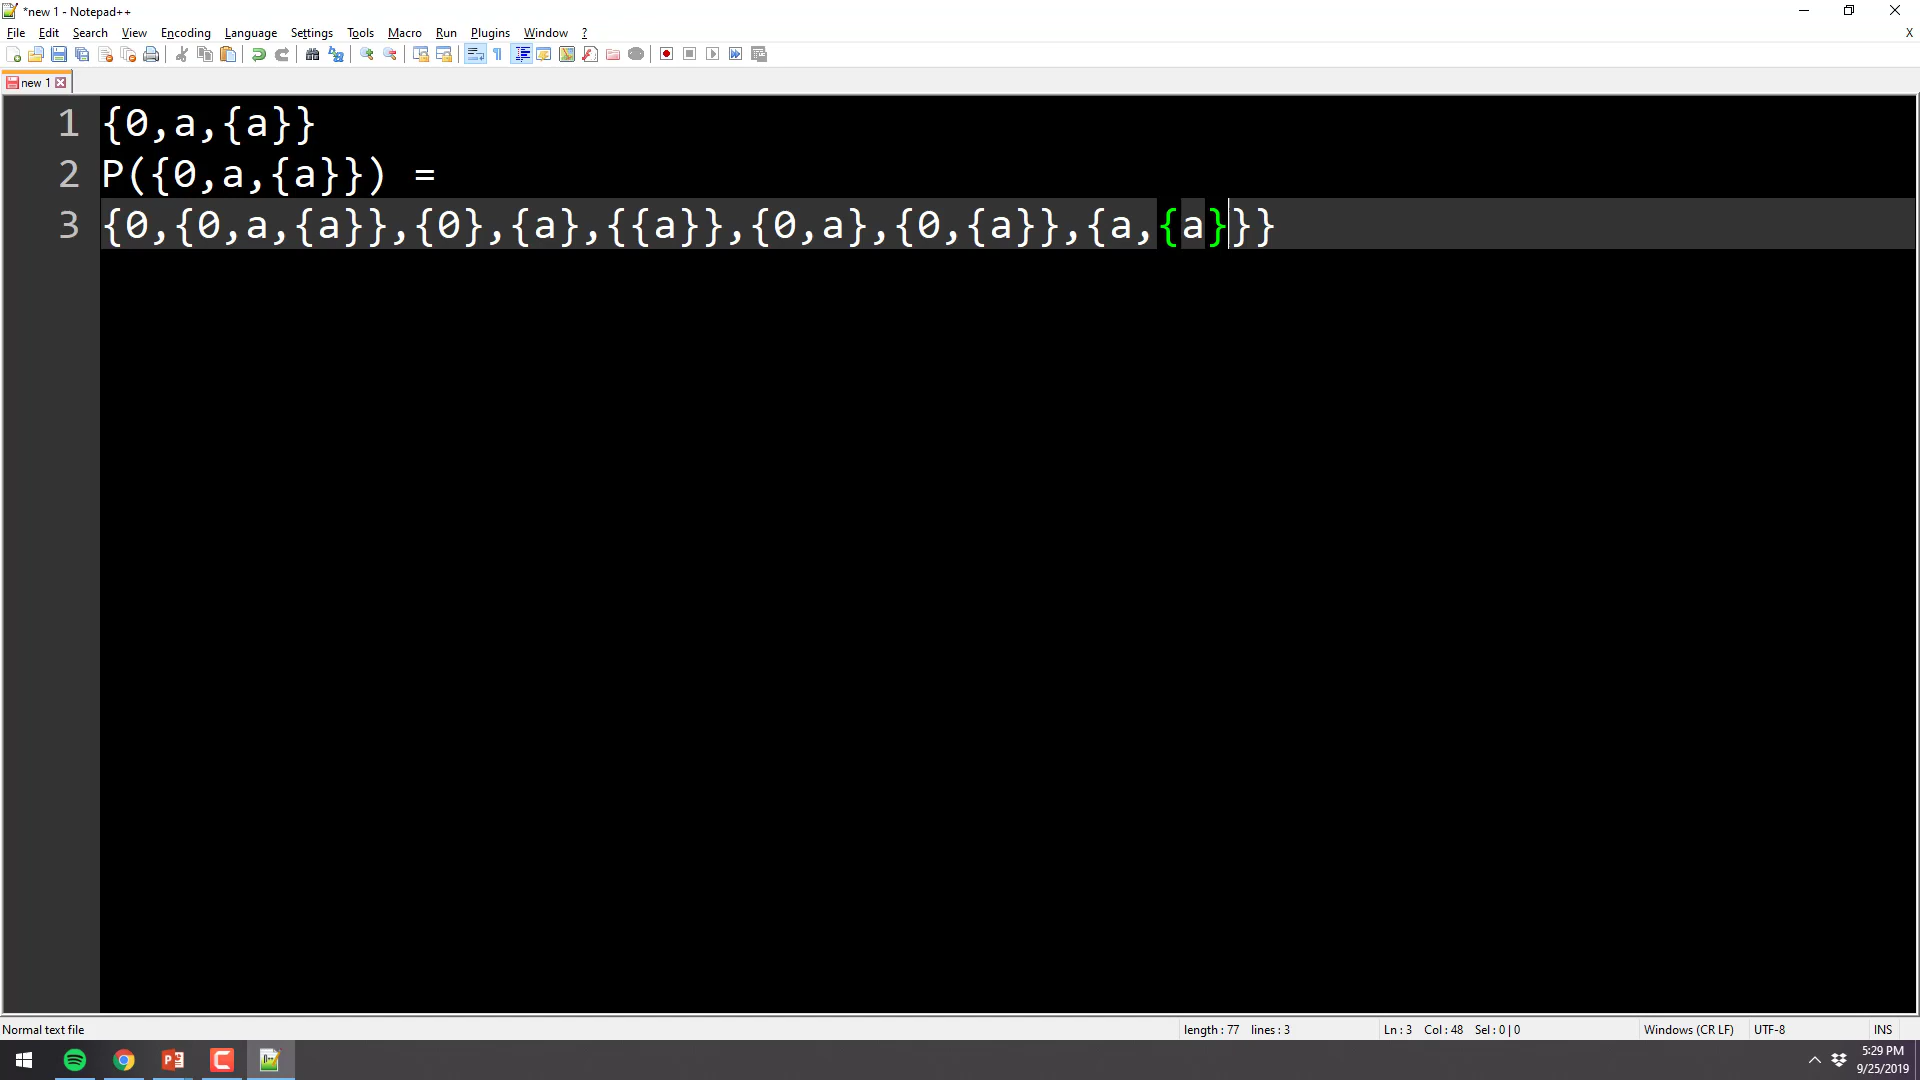 *new 1 - Notepad++
File Edit Search View Encoding Language Settings Tools Macro Run Plugins Window ? X
new 1
1 {0,a,{a}}
2 P({0,a,{a}}) =
3 {0,{0,a,{a}},{0},{a},{{a}},{0,a},{0,{a}},{a,{a}}}
Normal text file length : 77 lines : 3 Ln : 3 Col : 48 Sel : 0 | 0 Windows (CR LF) UTF-8 INS
5:29 PM
9/25/2019